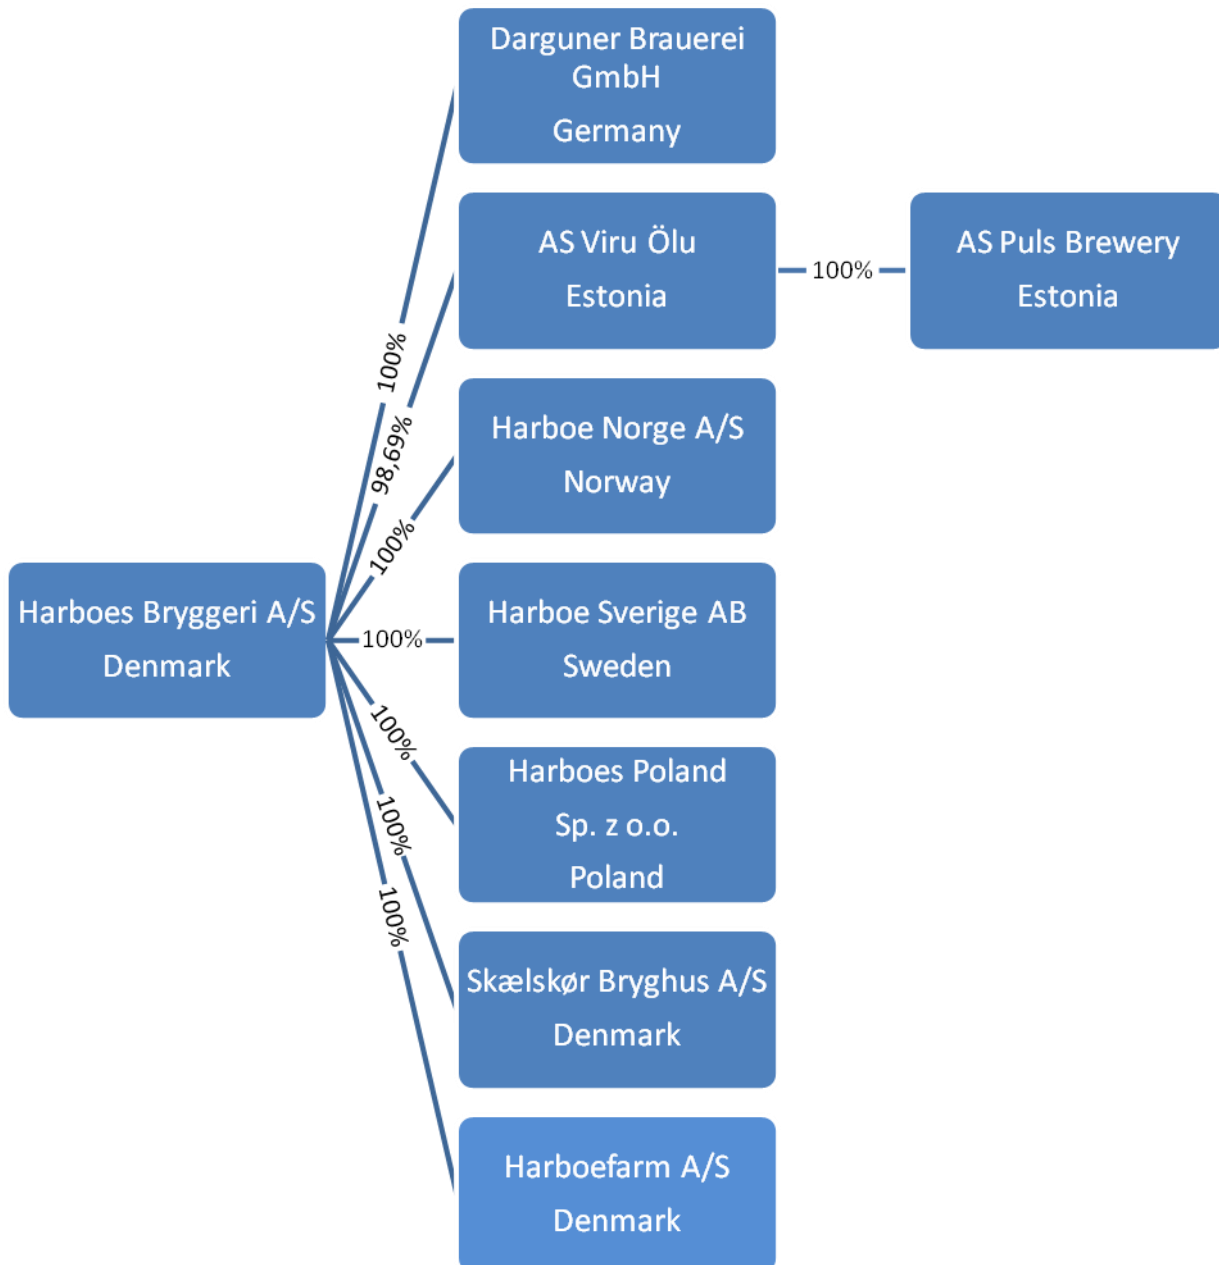 Darguner Brauerei
GmbH
Germany
AS Viru Ölu
Estonia
100%
AS Puls Brewery
Estonia
100%
98,69%
Harboe Norge A/S
Norway
100%
Harboes Bryggeri A/S
Denmark
100%
Harboe Sverige AB
Sweden
100%
Harboes Poland
Sp. z o.o.
Poland
100%
100%
Skælskør Bryghus A/S
Denmark
Harboefarm A/S
Denmark